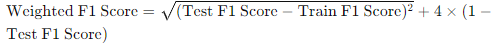 Weighted F1 Score = √(Test F1 Score − Train F1 Score)² + 4 × (1 −
Test F1 Score)